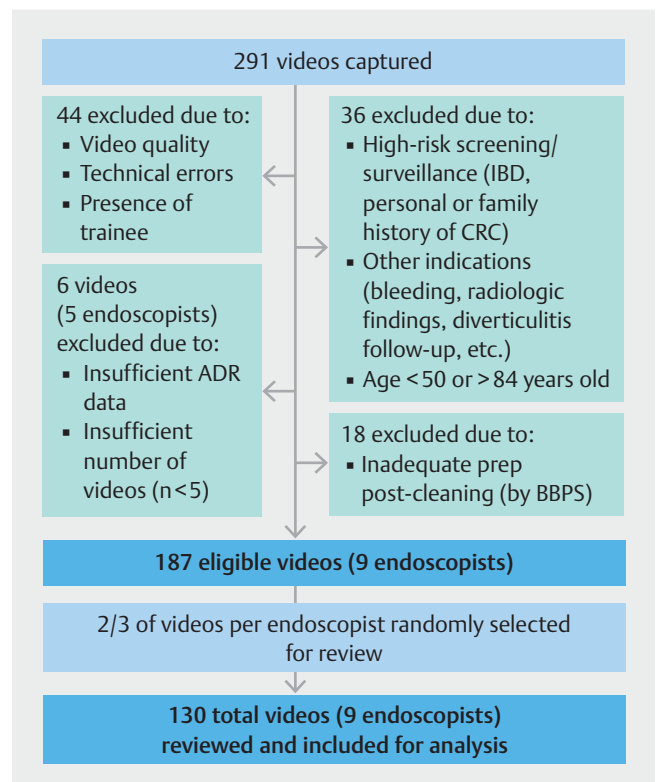 291 videos captured
44 excluded due to:
▪ Video quality
▪ Technical errors
▪ Presence of
trainee
36 excluded due to:
▪ High-risk screening/
surveillance (IBD,
personal or family
history of CRC)
▪ Other indications
(bleeding, radiologic
findings, diverticulitis
follow-up, etc.)
▪ Age <50 or >84 years old
6 videos
(5 endoscopists)
excluded due to:
▪ Insufficient ADR
data
▪ Insufficient
number of
videos (n<5)
18 excluded due to:
▪ Inadequate prep
post-cleaning (by BBPS)
187 eligible videos (9 endoscopists)
2/3 of videos per endoscopist randomly selected
for review
130 total videos (9 endoscopists)
reviewed and included for analysis